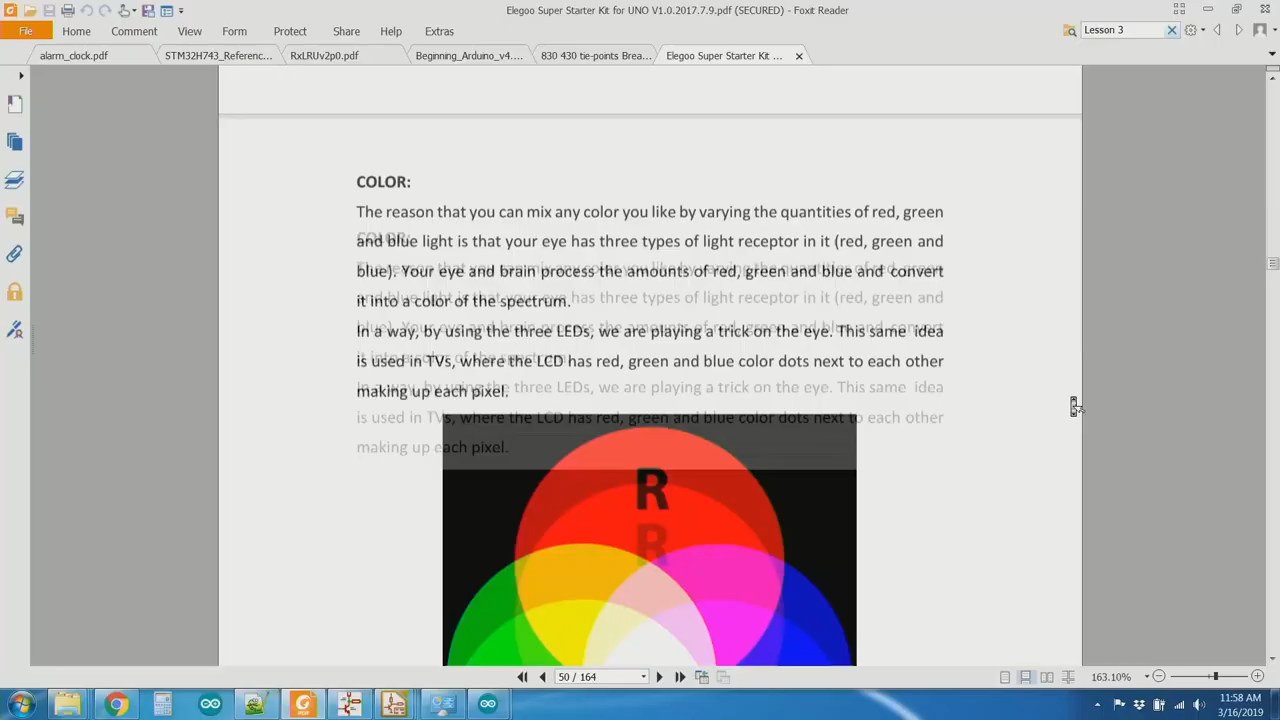 Elegoo Super Starter Kit for UNO V1.0.2017.7.9.pdf (SECURED) - Foxit Reader
File Home Comment View Form Protect Share Help Extras Lesson 3
alarm_clock.pdf STM32H743_Referenc... RxLRUv2p0.pdf Beginning_Arduino_v4.... 830 430 tie-points Brea... Elegoo Super Starter Kit ...
COLOR:
The reason that you can mix any color you like by varying the quantities of red, green
and blue light is that your eye has three types of light receptor in it (red, green and
blue). Your eye and brain process the amounts of red, green and blue and convert
it into a color of the spectrum.
In a way, by using the three LEDs, we are playing a trick on the eye. This same idea
is used in TVs, where the LCD has red, green and blue color dots next to each other
making up each pixel.
R
50 / 164
163.10%
11:58 AM
3/16/2019